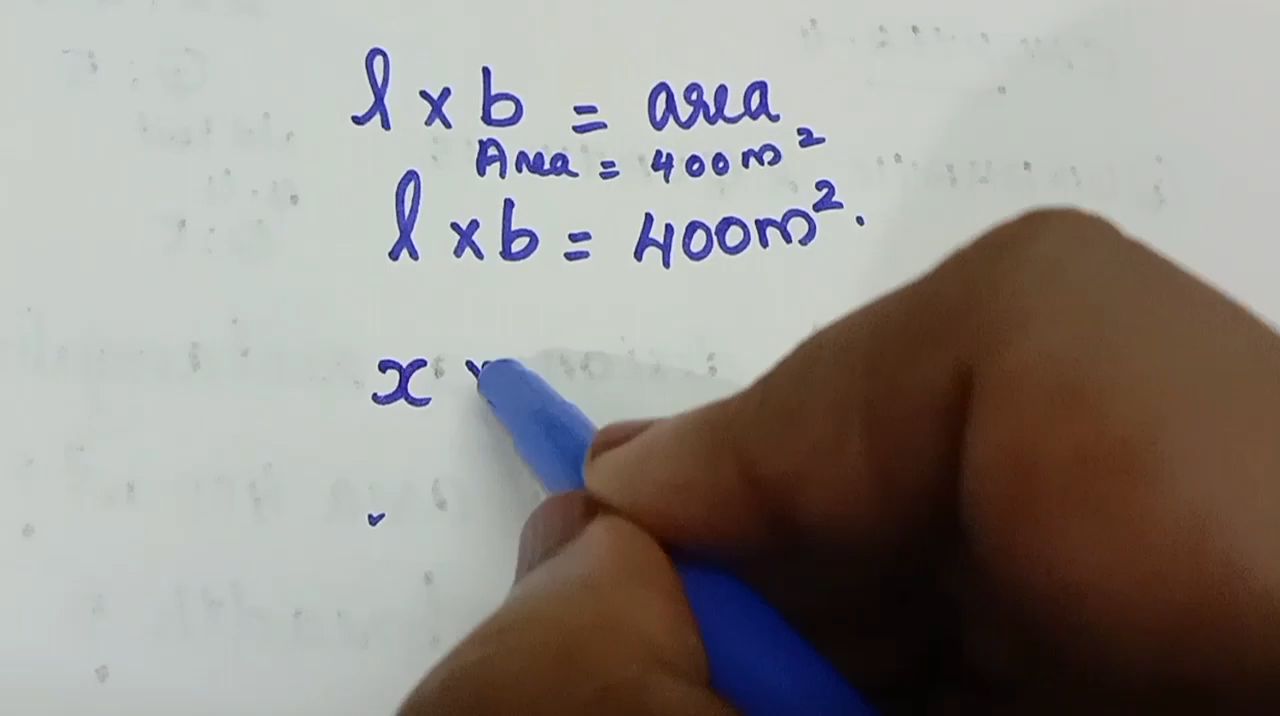 l × b = area
Area = 400m²
l × b = 400m².
x